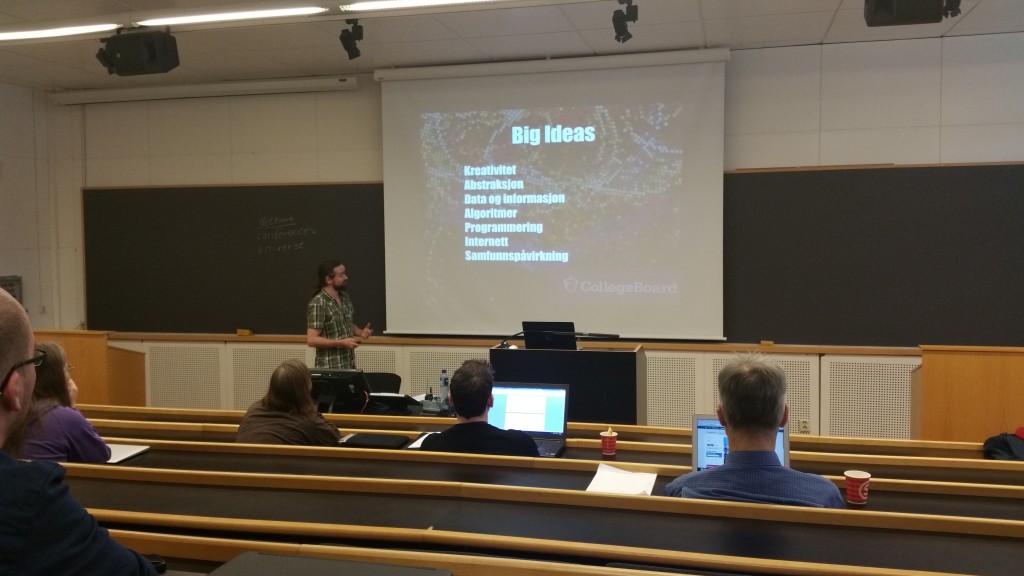 Big Ideas
Kreativitet
Abstraksjon
Data og informasjon
Algoritmer
Programmering
Internett
Samfunnspåvirkning
CollegeBoard